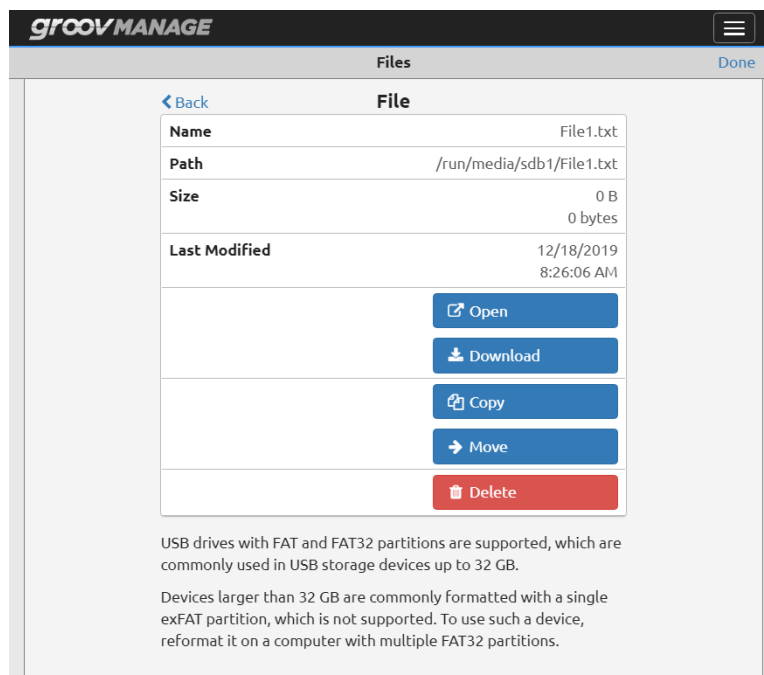 groov MANAGE
Files
Done
Back
File
Name File1.txt
Path /run/media/sdb1/File1.txt
Size 0 B
0 bytes
Last Modified 12/18/2019
8:26:06 AM
Open
Download
Copy
Move
Delete
USB drives with FAT and FAT32 partitions are supported, which are
commonly used in USB storage devices up to 32 GB.
Devices larger than 32 GB are commonly formatted with a single
exFAT partition, which is not supported. To use such a device,
reformat it on a computer with multiple FAT32 partitions.